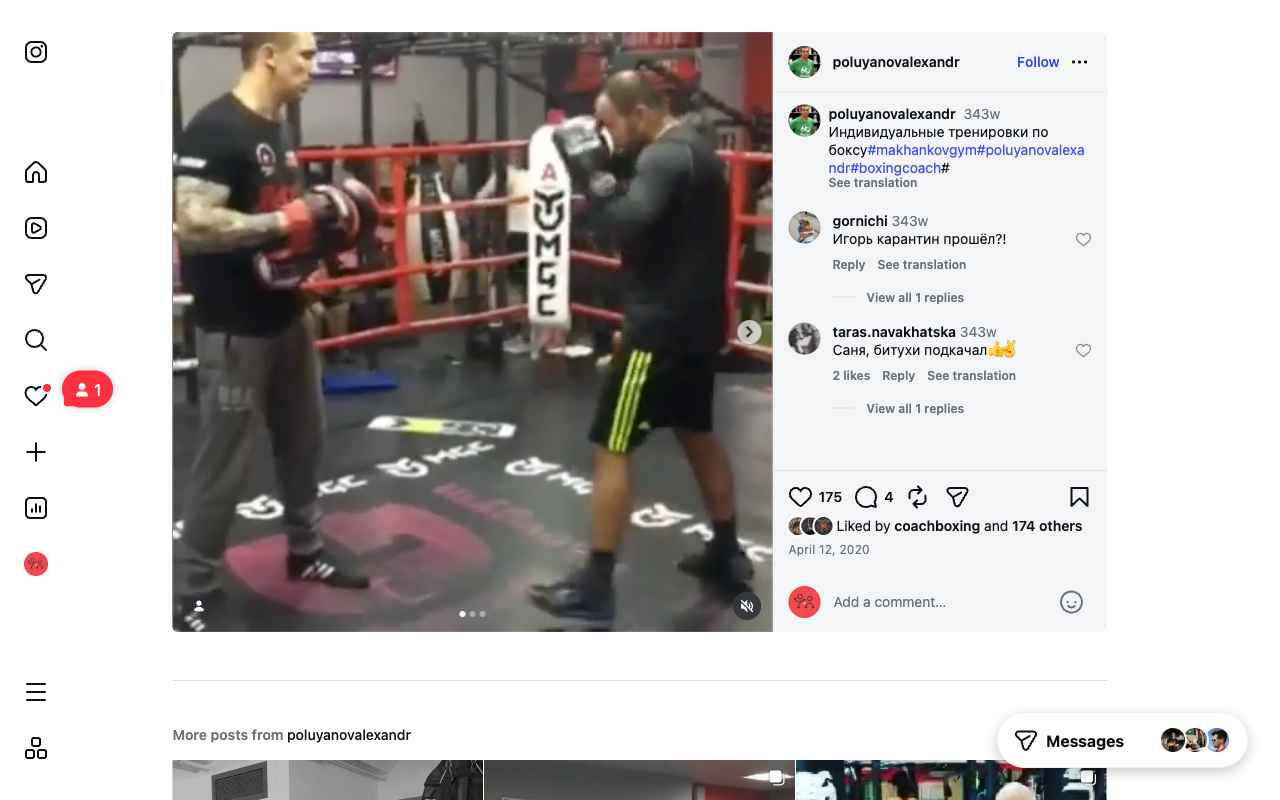 poluyanovalexandr
Follow
poluyanovalexandr 343w
Индивидуальные тренировки по
боксу#makhankovgym#poluyanovalexa
ndr#boxingcoach#
See translation
gornichi 343w
Игорь карантин прошёл?!
Reply See translation
View all 1 replies
taras.navakhatska 343w
Саня, битухи подкачал👍✌️
2 likes Reply See translation
View all 1 replies
1
MGC
MGC
175 4
Liked by coachboxing and 174 others
April 12, 2020
Add a comment...
More posts from poluyanovalexandr
Messages